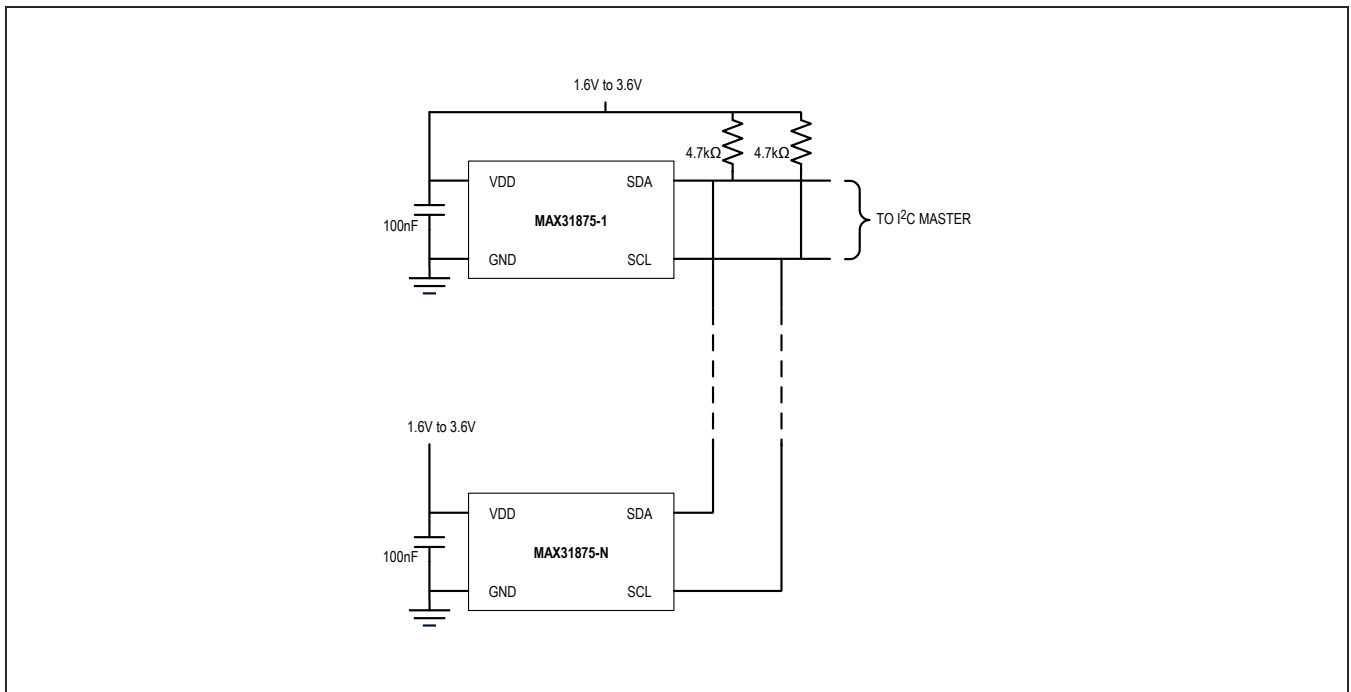 1.6V to 3.6V
4.7kΩ 4.7kΩ
VDD SDA
100nF MAX31875-1 TO I²C MASTER
GND SCL
1.6V to 3.6V
VDD SDA
100nF MAX31875-N
GND SCL